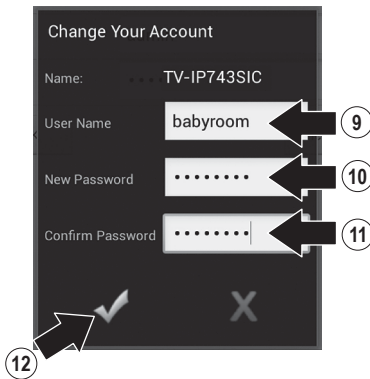 Change Your Account
Name: TV-IP743SIC
User Name babyroom 9
New Password •••••••• 10
Confirm Password •••••••• 11
X
12